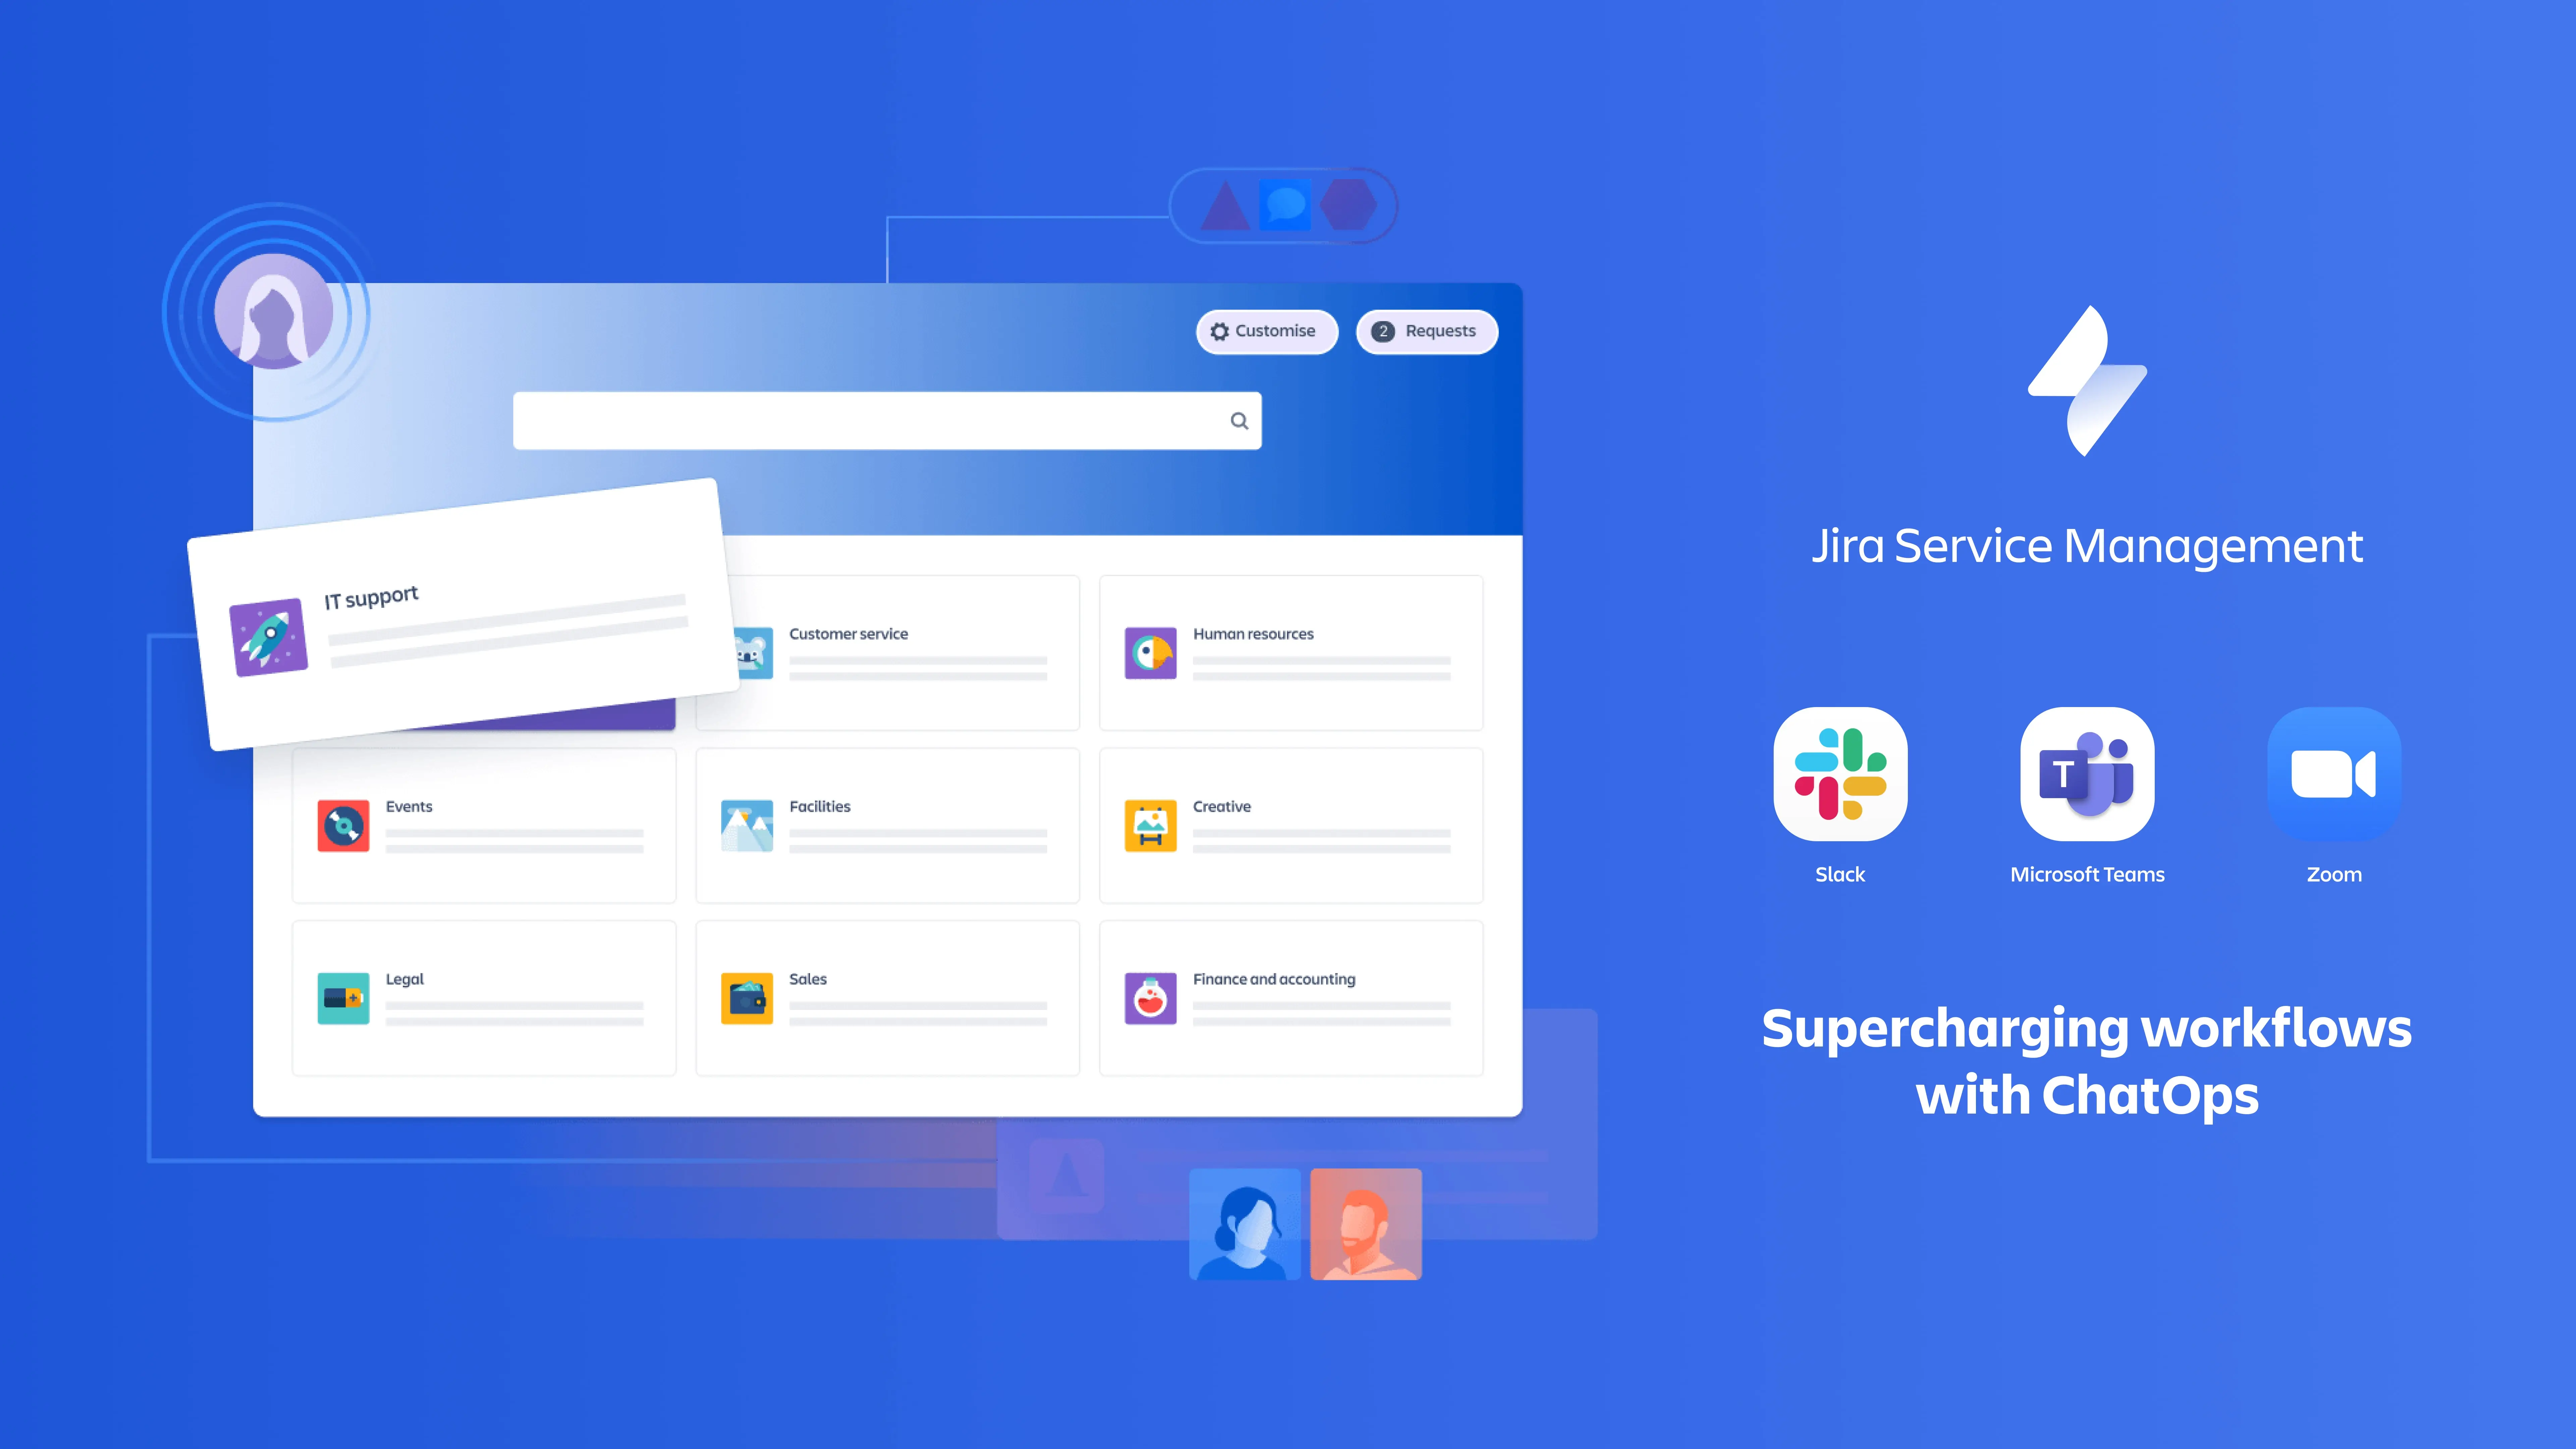 Customise
2 Requests
IT support
Customer service
Human resources
Events
Facilities
Creative
Legal
Sales
Finance and accounting
Jira Service Management
T
Slack
Microsoft Teams
Zoom
Supercharging workflows
with ChatOps